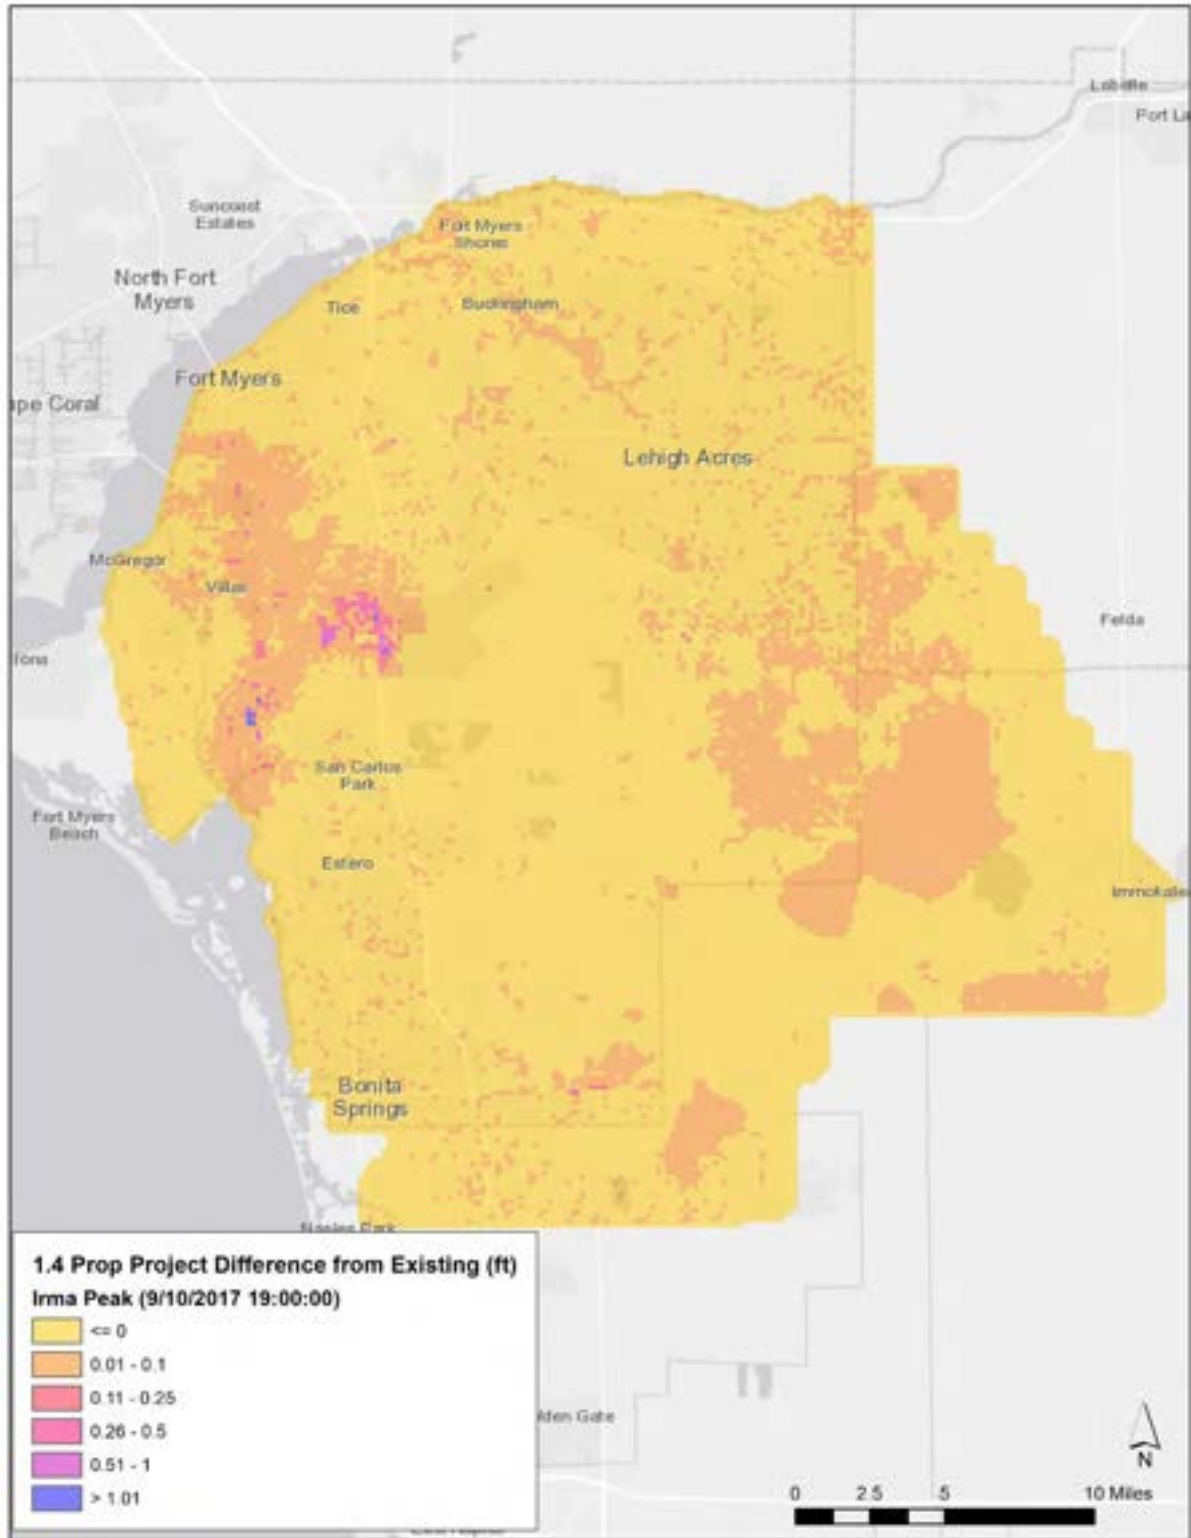 Labelle
Port La
Suncoast
Estates
Fort Myers
Shores
North Fort
Myers
Tice
Buckingham
Fort Myers
ape Coral
Lehigh Acres
McGregor
Villas
Felda
Iona
San Carlos
Park
Fort Myers
Beach
Estero
Immokalee
Bonita
Springs
Naples Park
1.4 Prop Project Difference from Existing (ft)
Irma Peak (9/10/2017 19:00:00)
<= 0
0.01 - 0.1
0.11 - 0.25
0.26 - 0.5
0.51 - 1
> 1.01
lden Gate
N
0 2.5 5 10 Miles